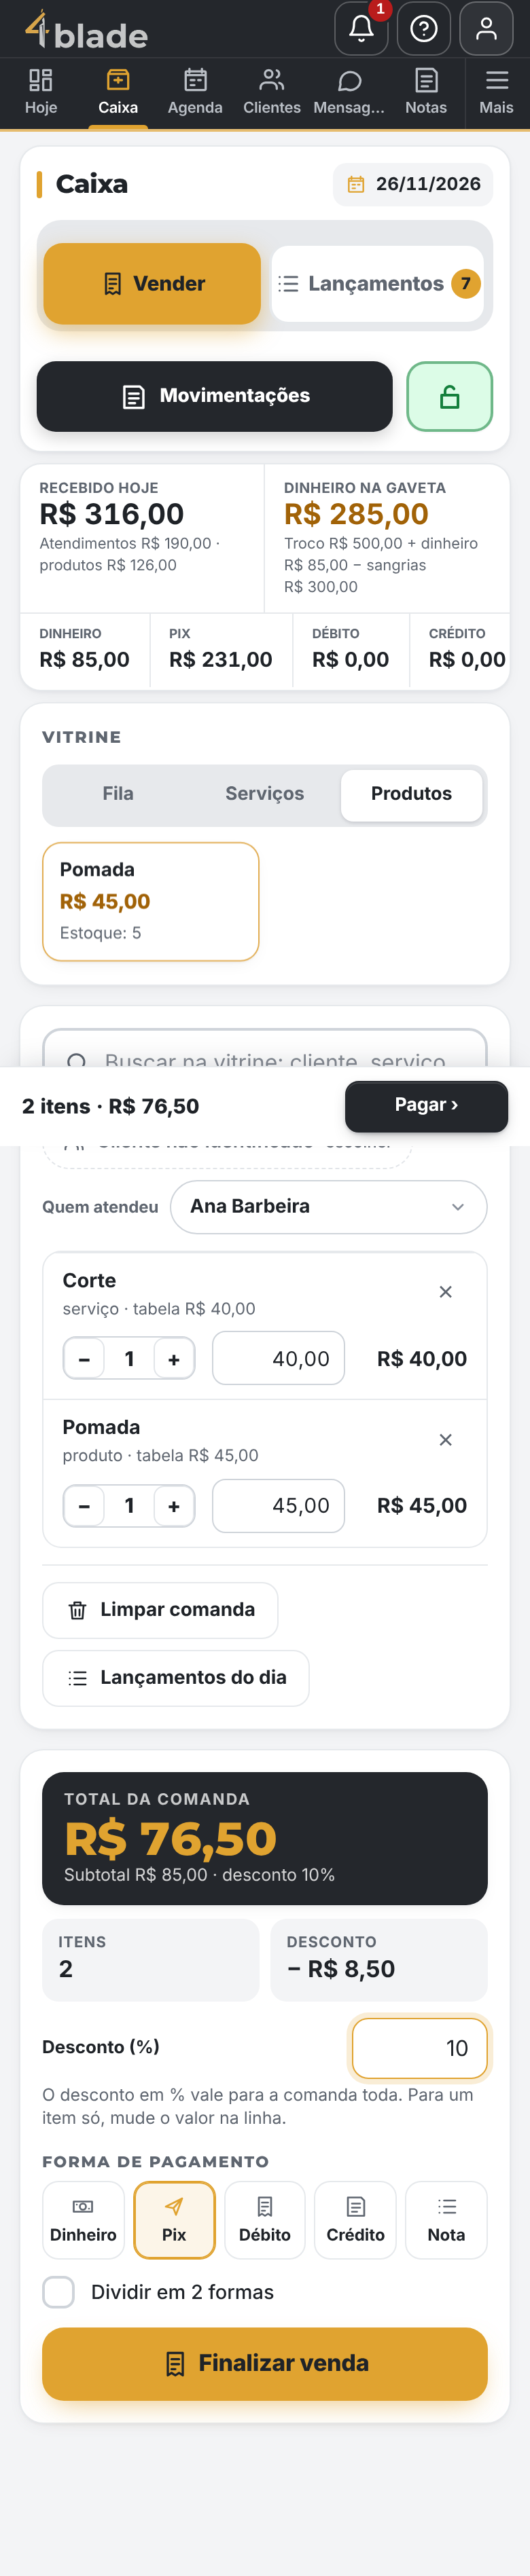 4blade
1
Hoje
Caixa
Agenda
Clientes
Mensag...
Notas
Mais
Caixa
26/11/2026
Vender
Lançamentos 7
Movimentações
RECEBIDO HOJE
R$ 316,00
Atendimentos R$ 190,00 ·
produtos R$ 126,00
DINHEIRO NA GAVETA
R$ 285,00
Troco R$ 500,00 + dinheiro
R$ 85,00 − sangrias
R$ 300,00
DINHEIRO
R$ 85,00
PIX
R$ 231,00
DÉBITO
R$ 0,00
CRÉDITO
R$ 0,00
VITRINE
Fila
Serviços
Produtos
Pomada
R$ 45,00
Estoque: 5
Buscar na vitrine: cliente, serviço
2 itens · R$ 76,50
Pagar ›
Quem atendeu
Ana Barbeira
Corte
×
serviço · tabela R$ 40,00
− 1 +
40,00
R$ 40,00
Pomada
×
produto · tabela R$ 45,00
− 1 +
45,00
R$ 45,00
Limpar comanda
Lançamentos do dia
TOTAL DA COMANDA
R$ 76,50
Subtotal R$ 85,00 · desconto 10%
ITENS
2
DESCONTO
− R$ 8,50
Desconto (%)
10
O desconto em % vale para a comanda toda. Para um
item só, mude o valor na linha.
FORMA DE PAGAMENTO
Dinheiro
Pix
Débito
Crédito
Nota
Dividir em 2 formas
Finalizar venda